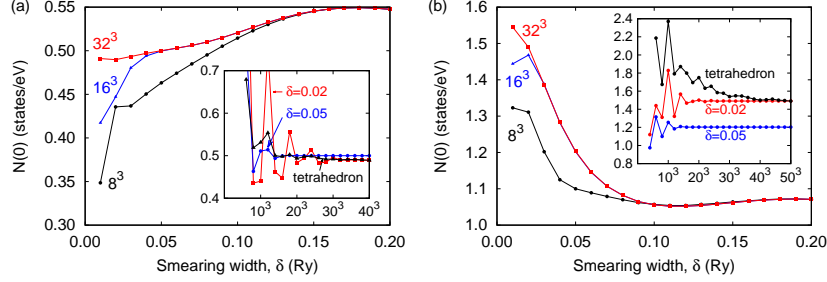 (a)
N(0) (states/eV)
0.55
0.50
0.45
0.40
0.35
0.30
0.00 0.05 0.10 0.15 0.20
Smearing width, δ (Ry)
32³
16³
8³
0.7
0.6
0.5
0.4
10³ 20³ 30³ 40³
δ=0.02
δ=0.05
tetrahedron
(b)
N(0) (states/eV)
1.6
1.5
1.4
1.3
1.2
1.1
1.0
0.00 0.05 0.10 0.15 0.20
Smearing width, δ (Ry)
32³
16³
8³
2.4
2.2
2.0
1.8
1.6
1.4
1.2
1.0
0.8
10³ 20³ 30³ 40³ 50³
tetrahedron
δ=0.02
δ=0.05